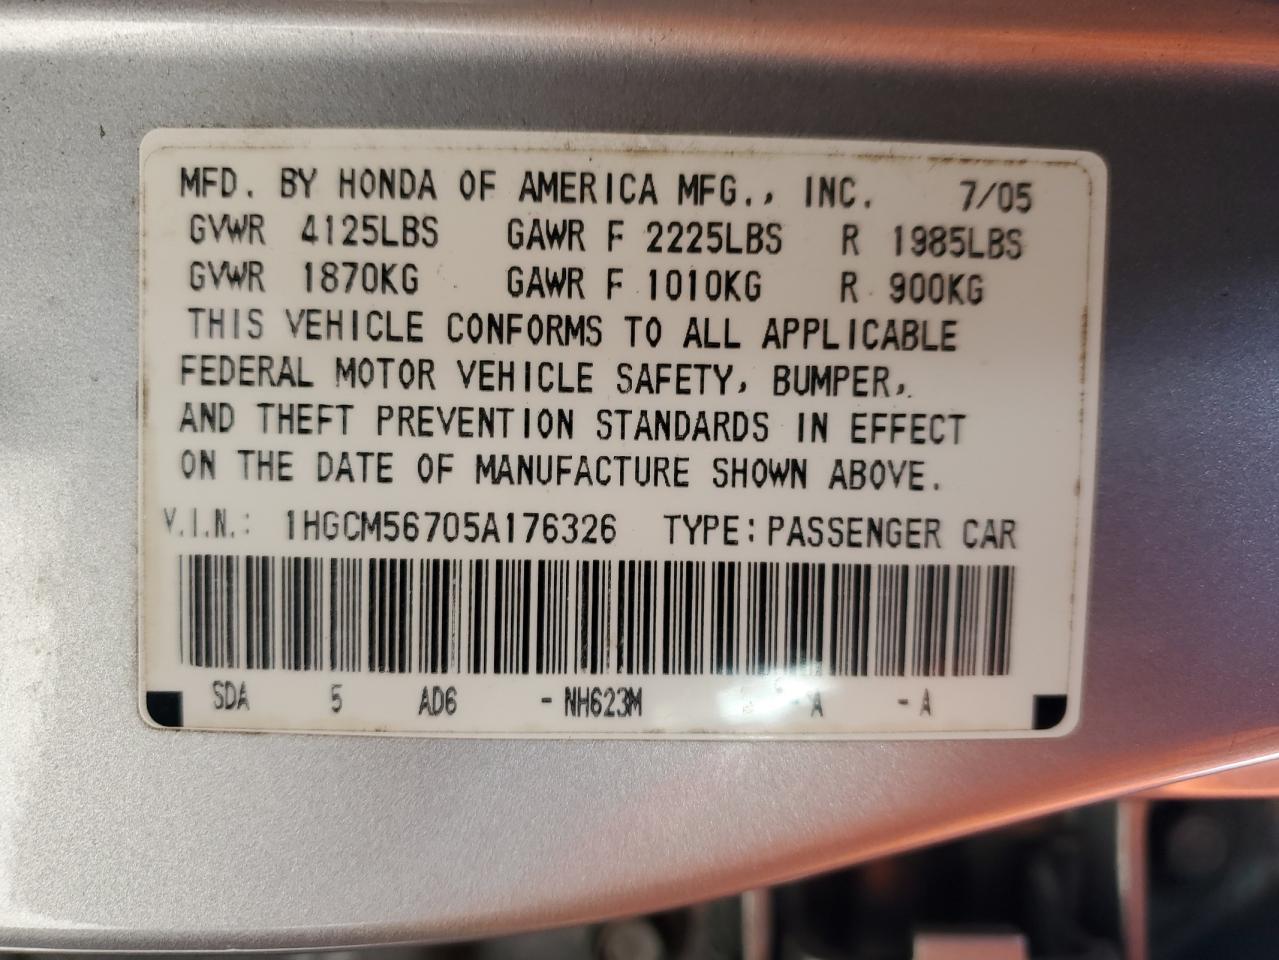 MFD. BY HONDA OF AMERICA MFG., INC. 7/05
GVWR 4125LBS GAWR F 2225LBS R 1985LBS
GVWR 1870KG GAWR F 1010KG R 900KG
THIS VEHICLE CONFORMS TO ALL APPLICABLE
FEDERAL MOTOR VEHICLE SAFETY, BUMPER,
AND THEFT PREVENTION STANDARDS IN EFFECT
ON THE DATE OF MANUFACTURE SHOWN ABOVE.
V.I.N.: 1HGCM56705A176326 TYPE: PASSENGER CAR
SDA 5 AD6 - NH623M A - A